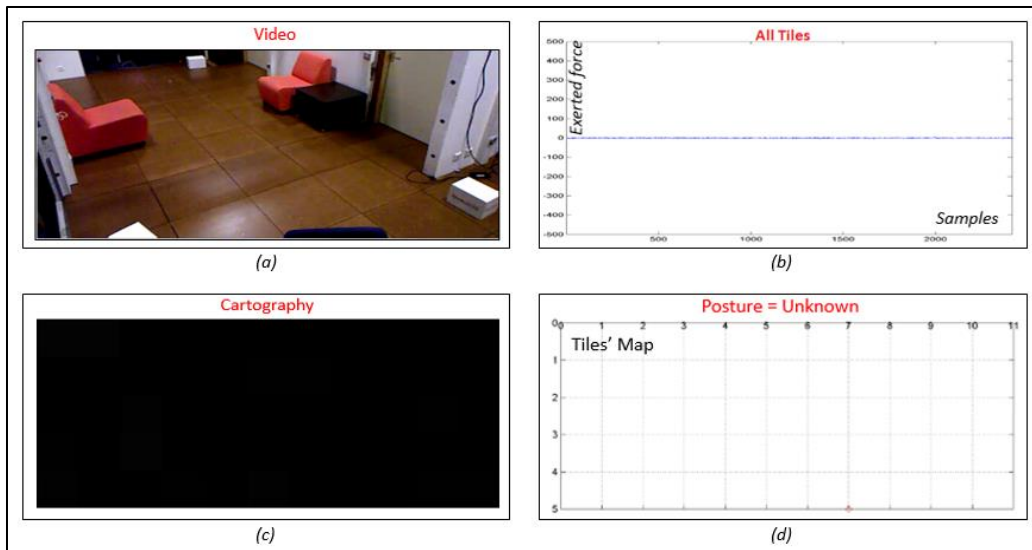 Video
All Tiles
500
400
300
200
100
0
-100
-200
-300
-400
-500
Exerted force
Samples
500 1000 1500 2000
(a) (b)
Cartography
Posture = Unknown
0 0 1 2 3 4 5 6 7 8 9 10 11
Tiles' Map
1
2
3
4
5
(c) (d)